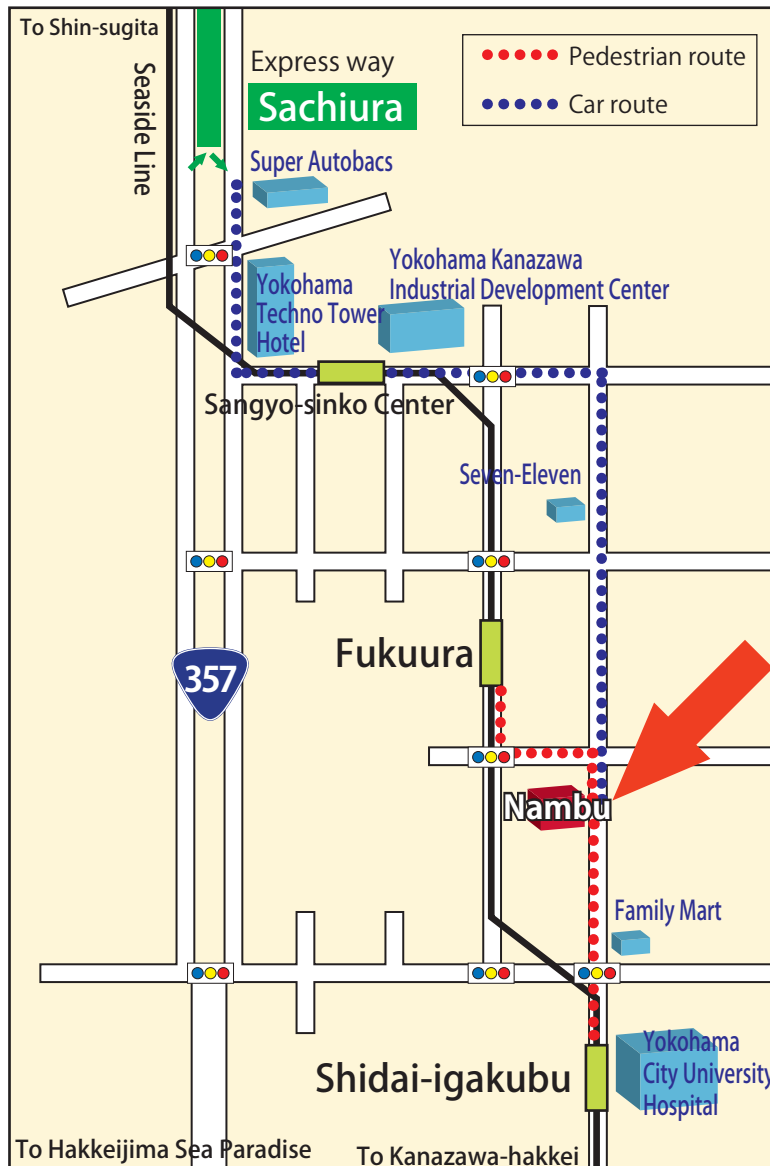 To Shin-sugita
Seaside Line
Express way
Sachiura
Pedestrian route
Car route
Super Autobacs
Yokohama
Techno Tower
Hotel
Yokohama Kanazawa
Industrial Development Center
Sangyo-sinko Center
Seven-Eleven
Fukuura
357
Nambu
Family Mart
Shidai-igakubu
Yokohama
City University
Hospital
To Hakkeijima Sea Paradise
To Kanazawa-hakkei